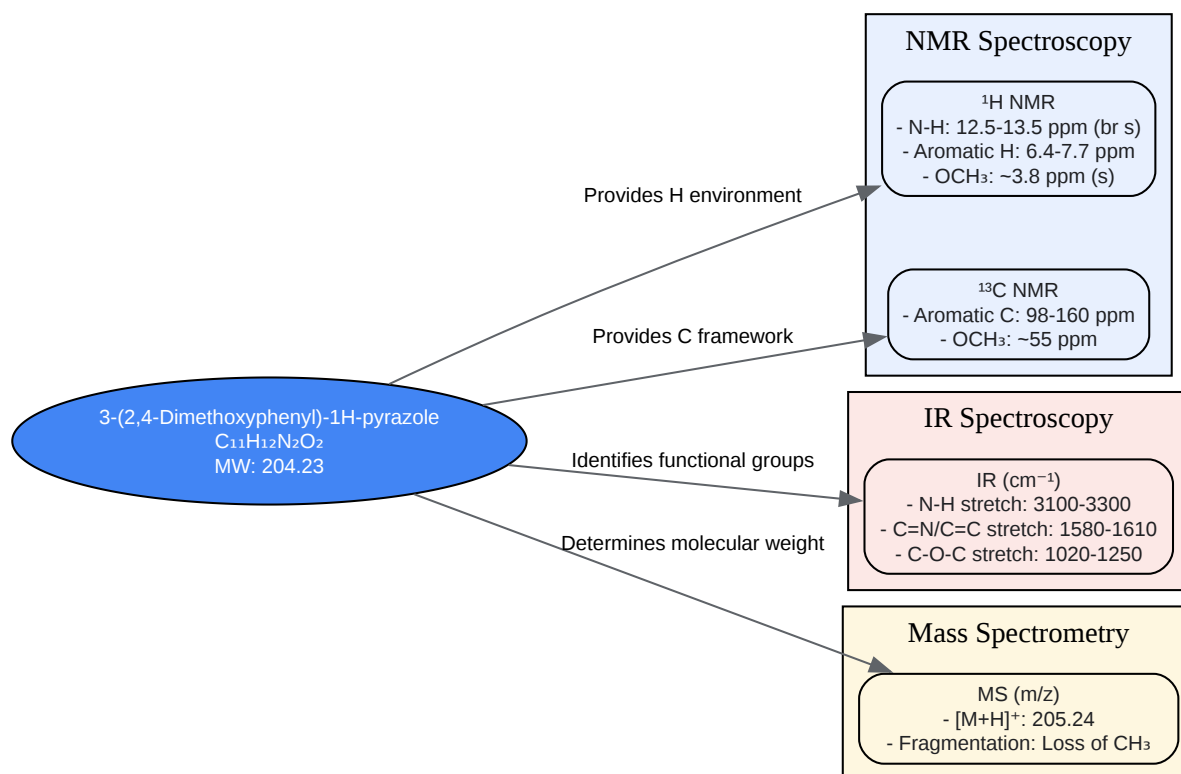 NMR Spectroscopy
¹H NMR
- N-H: 12.5-13.5 ppm (br s)
- Aromatic H: 6.4-7.7 ppm
- OCH₃: ~3.8 ppm (s)
Provides H environment
¹³C NMR
- Aromatic C: 98-160 ppm
- OCH₃: ~55 ppm
Provides C framework
3-(2,4-Dimethoxyphenyl)-1H-pyrazole
C₁₁H₁₂N₂O₂
MW: 204.23
IR Spectroscopy
Identifies functional groups
IR (cm⁻¹)
- N-H stretch: 3100-3300
- C=N/C=C stretch: 1580-1610
- C-O-C stretch: 1020-1250
Determines molecular weight
Mass Spectrometry
MS (m/z)
- [M+H]⁺: 205.24
- Fragmentation: Loss of CH₃